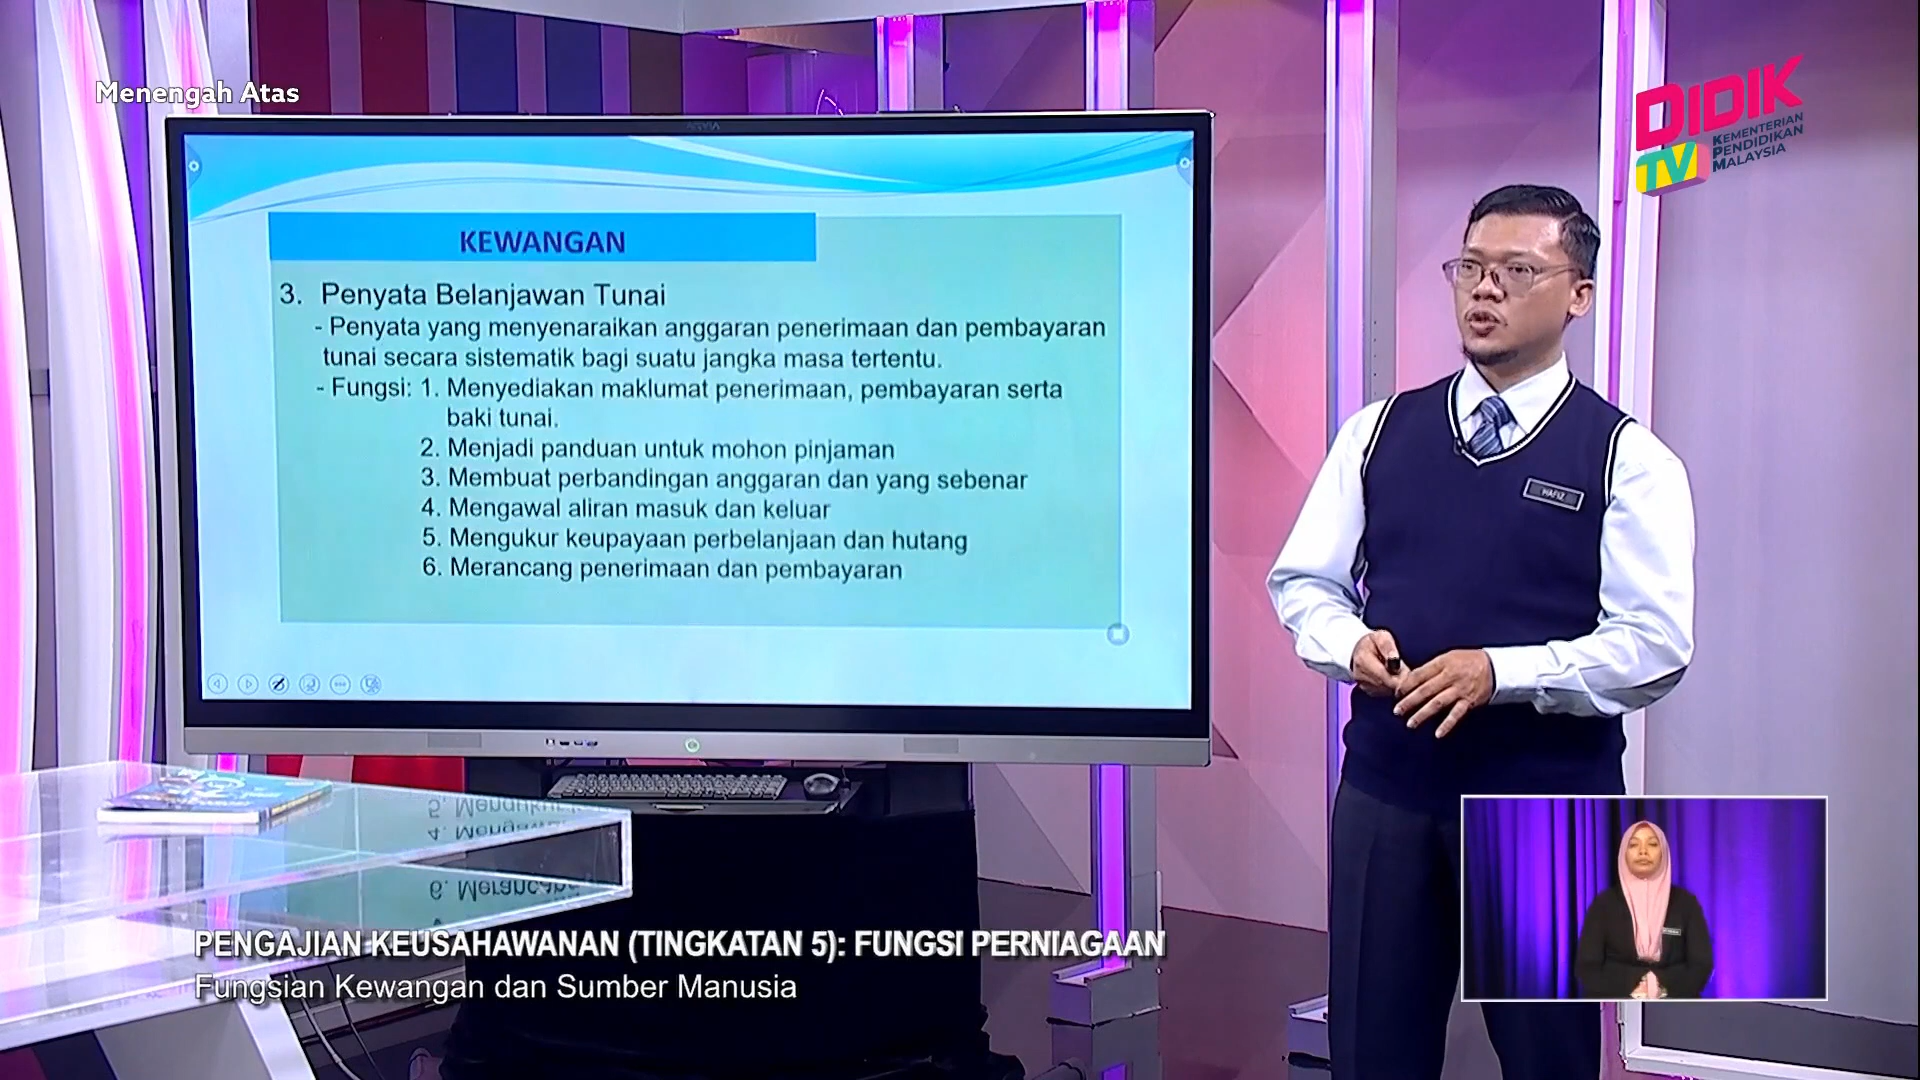 Menengah Atas
DIDIK
TV
KEMENTERIAN
PENDIDIKAN
MALAYSIA
KEWANGAN
3. Penyata Belanjawan Tunai
- Penyata yang menyenaraikan anggaran penerimaan dan pembayaran
tunai secara sistematik bagi suatu jangka masa tertentu.
- Fungsi: 1. Menyediakan maklumat penerimaan, pembayaran serta
baki tunai.
2. Menjadi panduan untuk mohon pinjaman
3. Membuat perbandingan anggaran dan yang sebenar
4. Mengawal aliran masuk dan keluar
5. Mengukur keupayaan perbelanjaan dan hutang
6. Merancang penerimaan dan pembayaran
HAFIZ
PENGAJIAN KEUSAHAWANAN (TINGKATAN 5): FUNGSI PERNIAGAAN
Fungsian Kewangan dan Sumber Manusia